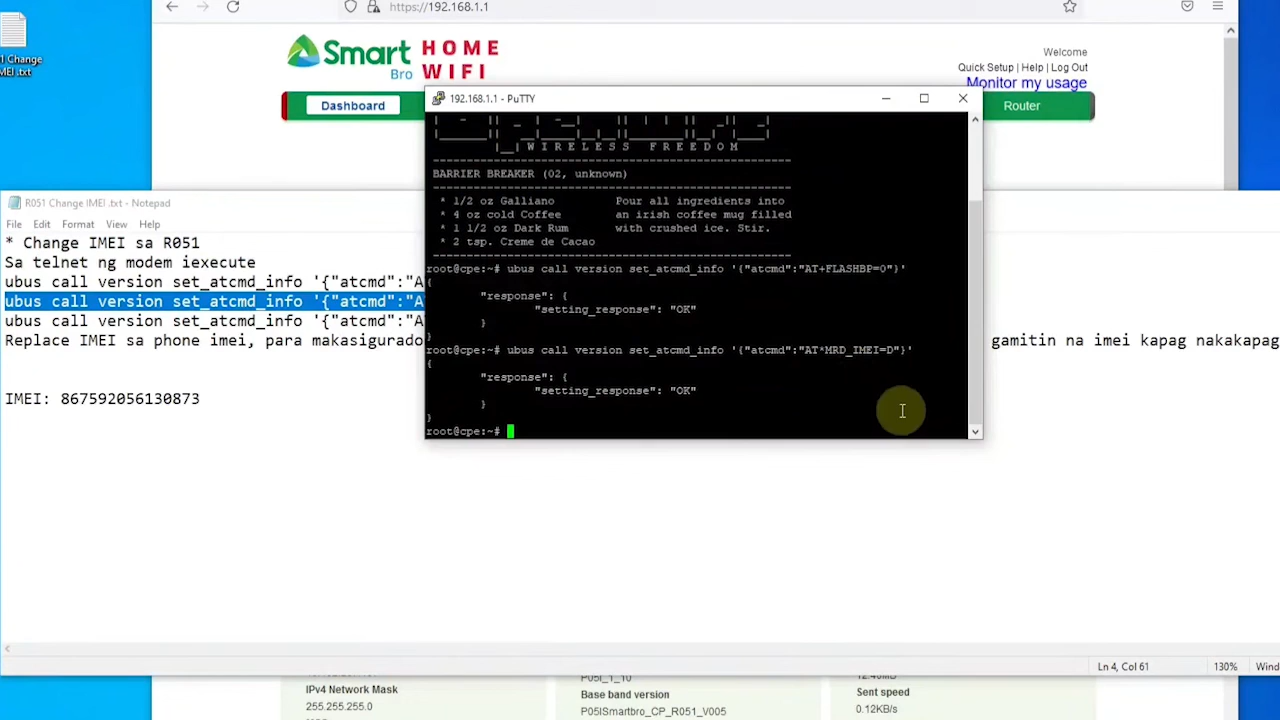 https://192.168.1.1
1 Change
MEI.txt
Smart
Bro
HOME
WIFI
Welcome
Quick Setup | Help | Log Out
Monitor my usage
Dashboard
Router
192.168.1.1 - PuTTY
WIRELESS FREEDOM
BARRIER BREAKER (02, unknown)
* 1/2 oz Galliano Pour all ingredients into
* 4 oz cold Coffee an irish coffee mug filled
* 1 1/2 oz Dark Rum with crushed ice. Stir.
* 2 tsp. Creme de Cacao
root@cpe:~# ubus call version set_atcmd_info '{"atcmd":"AT+FLASHBP=0"}'
{
"response": {
"setting_response": "OK"
}
}
root@cpe:~# ubus call version set_atcmd_info '{"atcmd":"AT*MRD_IMEI=D"}'
{
"response": {
"setting_response": "OK"
}
}
root@cpe:~#
R051 Change IMEI .txt - Notepad
File Edit Format View Help
* Change IMEI sa R051
Sa telnet ng modem iexecute
ubus call version set_atcmd_info '{"atcmd":"A
ubus call version set_atcmd_info '{"atcmd":"A
ubus call version set_atcmd_info '{"atcmd":"A
Replace IMEI sa phone imei, para makasigurado gamitin na imei kapag nakakapag
IMEI: 867592056130873
Ln 4, Col 61 130% Wind
IPv4 Network Mask
255.255.255.0
P05I_1_10
Base band version
P05ISmartbro_CP_R051_V005
Sent speed
0.12KB/s